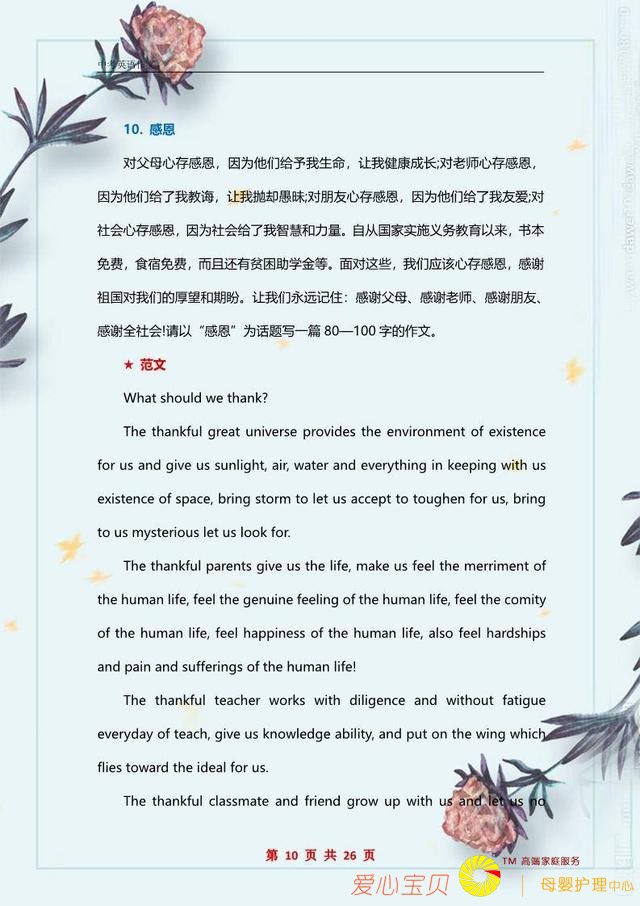 中考英语作文
10. 感恩
对父母心存感恩，因为他们给予我生命，让我健康成长;对老师心存感恩，
因为他们给了我教诲，让我抛却愚昧;对朋友心存感恩，因为他们给了我友爱;对
社会心存感恩，因为社会给了我智慧和力量。自从国家实施义务教育以来，书本
免费，食宿免费，而且还有贫困助学金等。面对这些，我们应该心存感恩，感谢
祖国对我们的厚望和期盼。让我们永远记住：感谢父母、感谢老师、感谢朋友、
感谢全社会!请以“感恩”为话题写一篇 80—100 字的作文。
★ 范文
What should we thank?
The thankful great universe provides the environment of existence
for us and give us sunlight, air, water and everything in keeping with us
existence of space, bring storm to let us accept to toughen for us, bring
to us mysterious let us look for.
The thankful parents give us the life, make us feel the merriment of
the human life, feel the genuine feeling of the human life, feel the comity
of the human life, feel happiness of the human life, also feel hardships
and pain and sufferings of the human life!
The thankful teacher works with diligence and without fatigue
everyday of teach, give us knowledge ability, and put on the wing which
flies toward the ideal for us.
The thankful classmate and friend grow up with us and let us no
第 10 页 共 26 页
爱心宝贝
TM 高端家庭服务
母婴护理中心